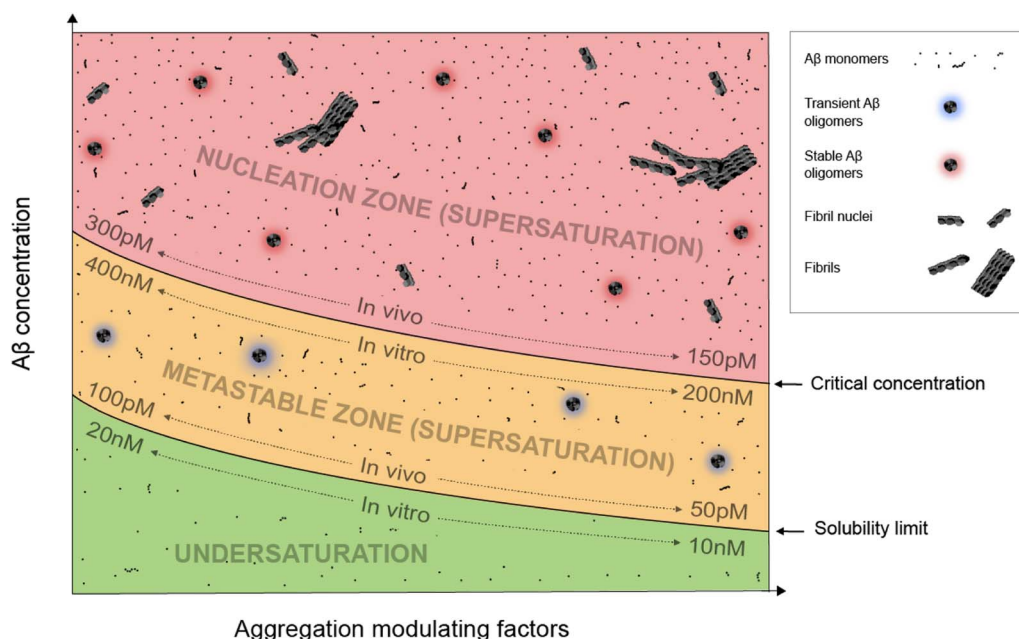 Aβ concentration
NUCLEATION ZONE (SUPERSATURATION)
300pM
In vivo
150pM
400nM
In vitro
200nM
METASTABLE ZONE (SUPERSATURATION)
100pM
In vivo
50pM
20nM
In vitro
10nM
UNDERSATURATION
Aggregation modulating factors
Aβ monomers
Transient Aβ
oligomers
Stable Aβ
oligomers
Fibril nuclei
Fibrils
Critical concentration
Solubility limit